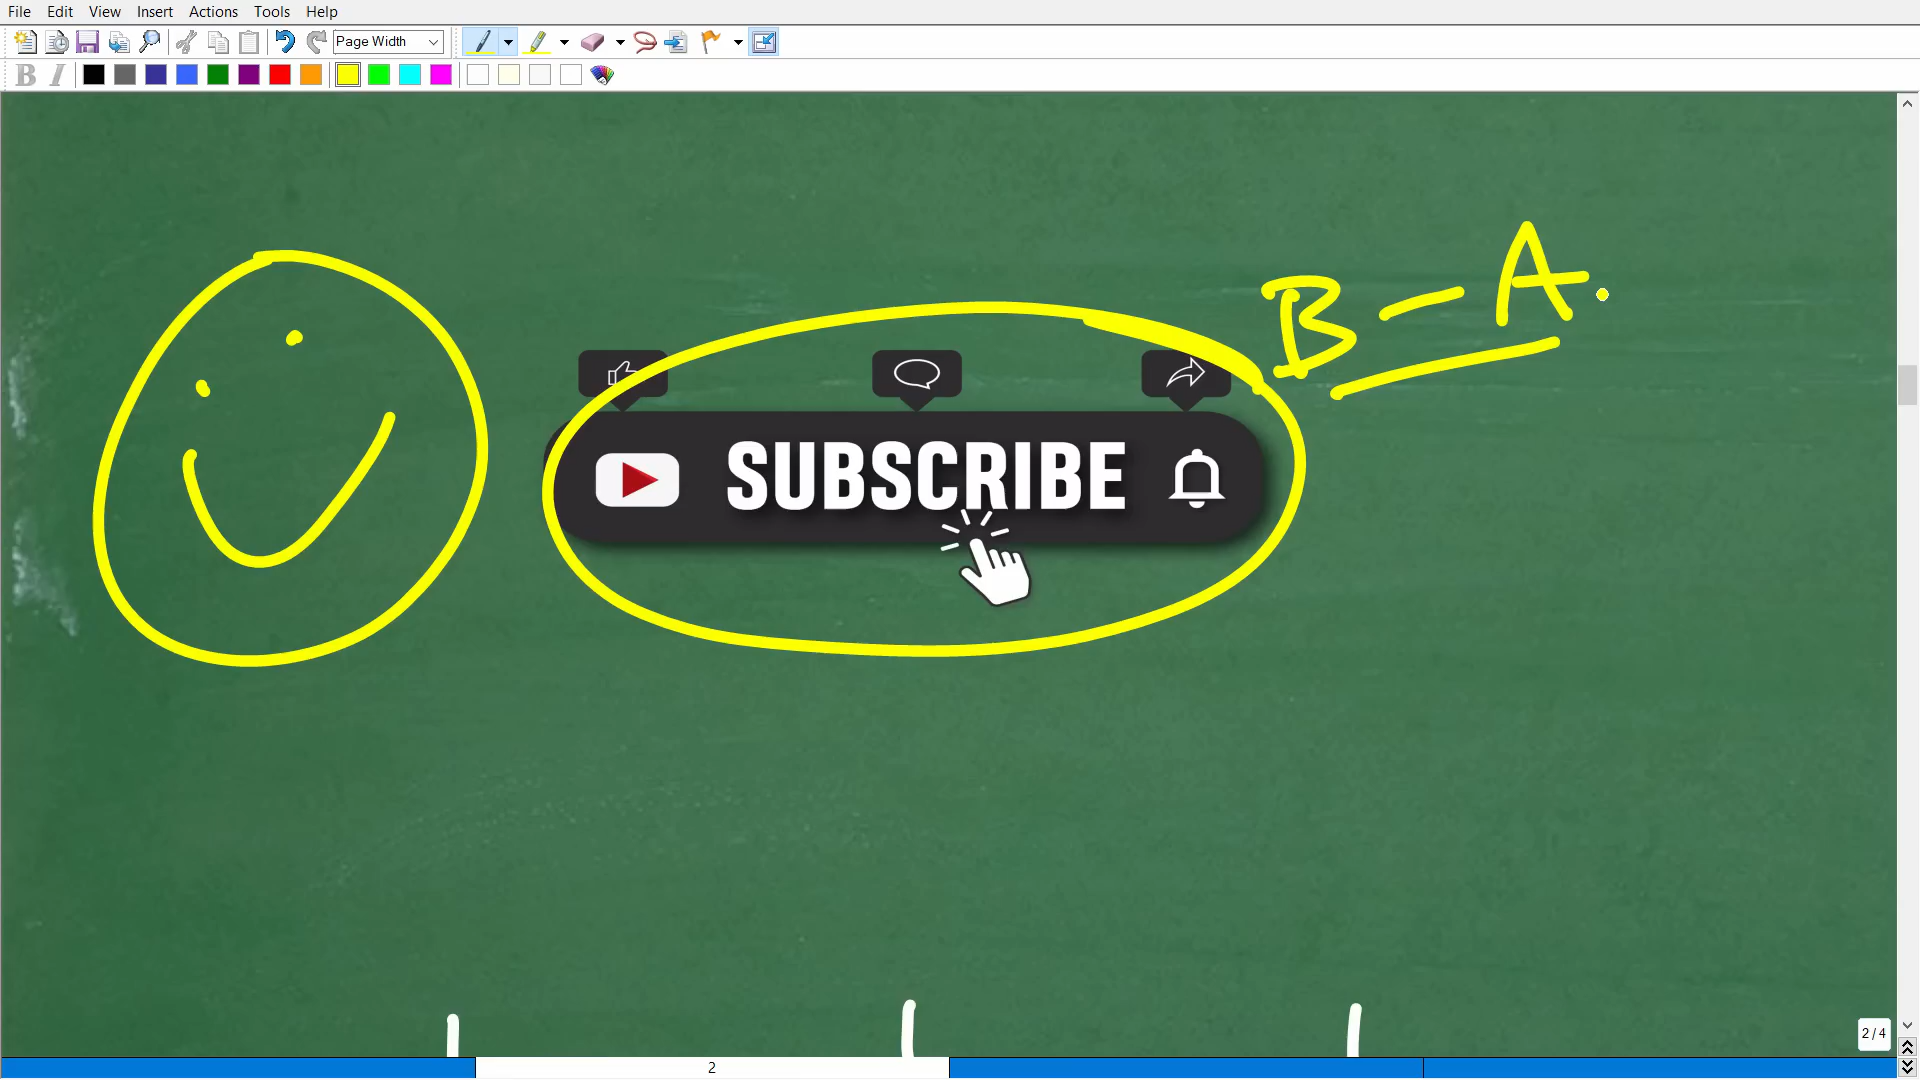 File Edit View Insert Actions Tools Help
Page Width
B I
B - A
SUBSCRIBE
2 / 4
2